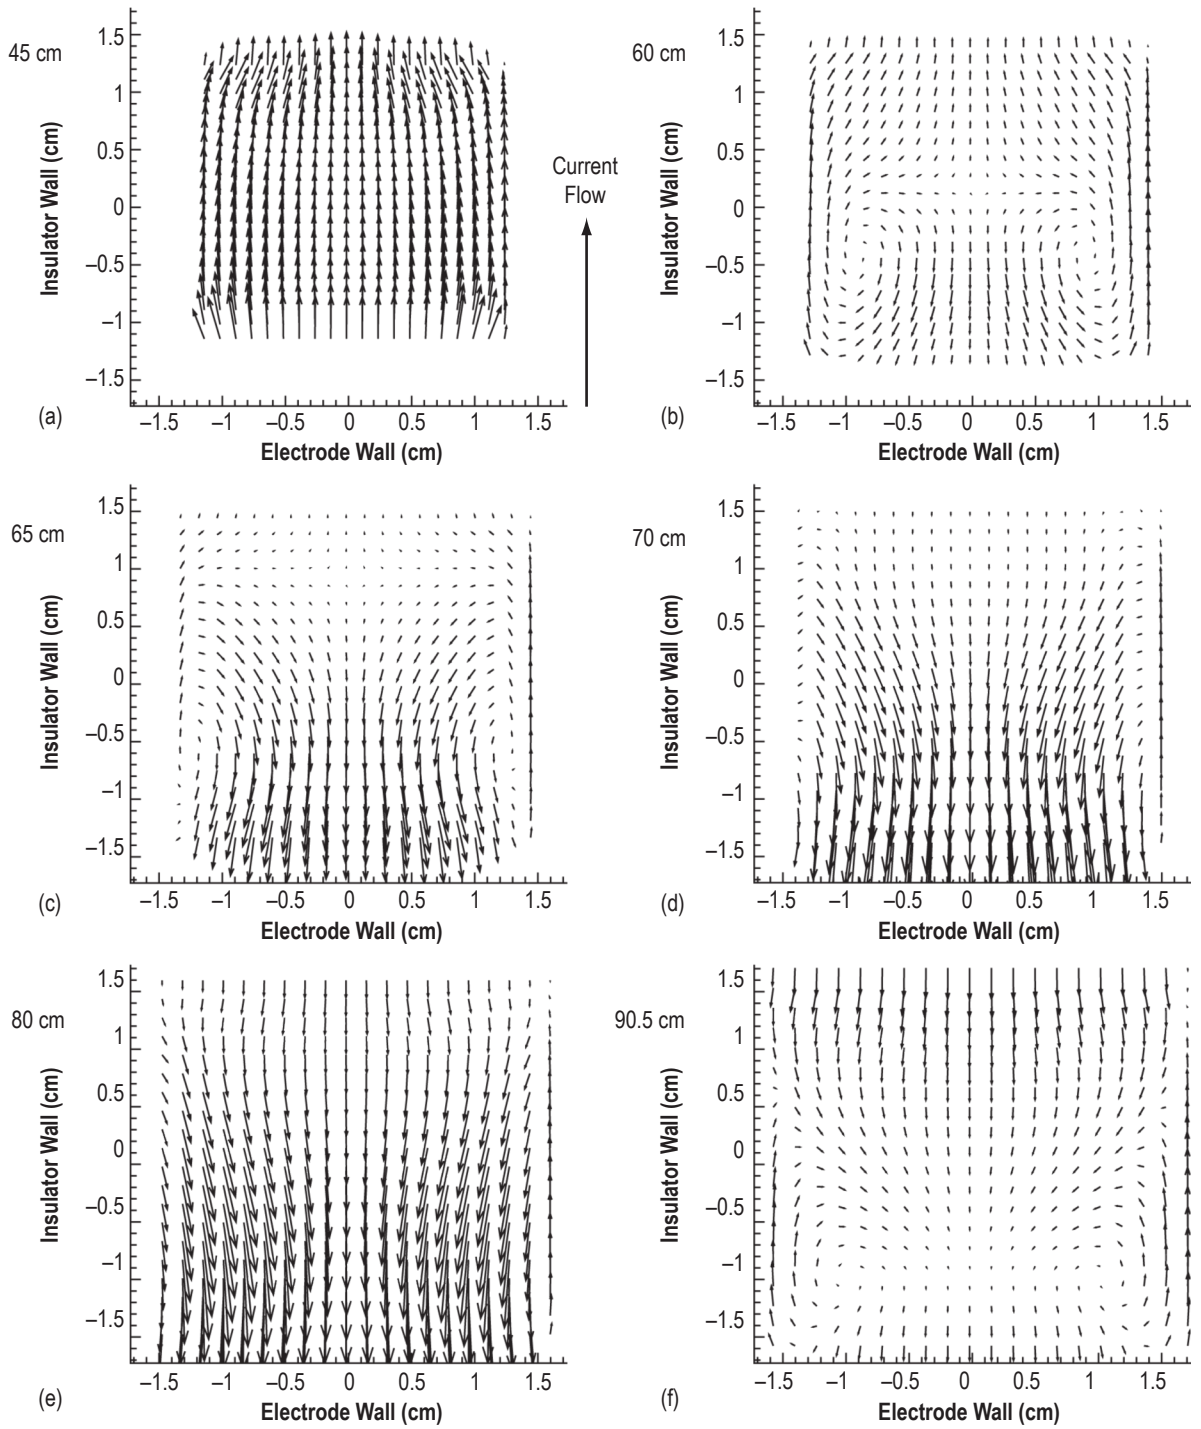 45 cm
1.5
1
0.5
0
–0.5
–1
–1.5
Insulator Wall (cm)
–1.5 –1 –0.5 0 0.5 1 1.5
Electrode Wall (cm)
(a)
Current
Flow
60 cm
1.5
1
0.5
0
–0.5
–1
–1.5
Insulator Wall (cm)
–1.5 –1 –0.5 0 0.5 1 1.5
Electrode Wall (cm)
(b)
65 cm
1.5
1
0.5
0
–0.5
–1
–1.5
Insulator Wall (cm)
–1.5 –1 –0.5 0 0.5 1 1.5
Electrode Wall (cm)
(c)
70 cm
1.5
1
0.5
0
–0.5
–1
–1.5
Insulator Wall (cm)
–1.5 –1 –0.5 0 0.5 1 1.5
Electrode Wall (cm)
(d)
80 cm
1.5
1
0.5
0
–0.5
–1
–1.5
Insulator Wall (cm)
–1.5 –1 –0.5 0 0.5 1 1.5
Electrode Wall (cm)
(e)
90.5 cm
1.5
1
0.5
0
–0.5
–1
–1.5
Insulator Wall (cm)
–1.5 –1 –0.5 0 0.5 1 1.5
Electrode Wall (cm)
(f)